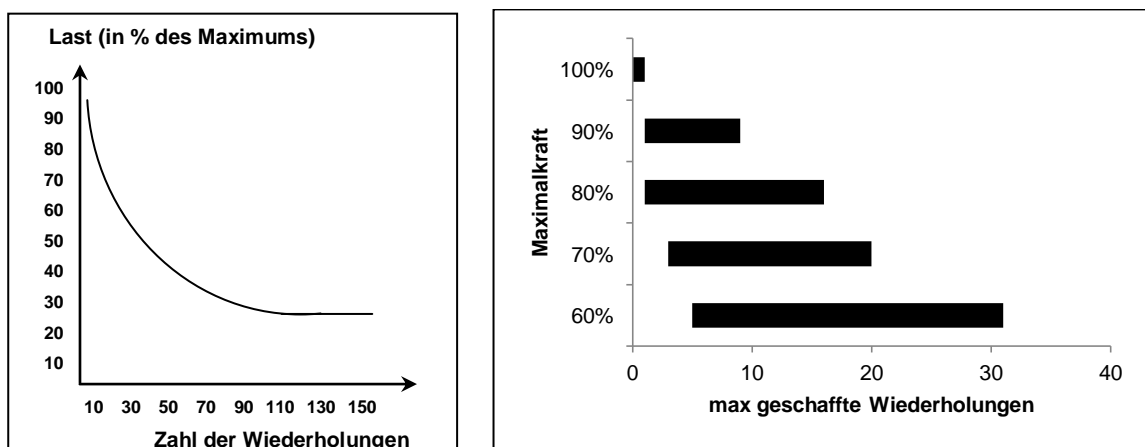 Last (in % des Maximums)
100
90
80
70
60
50
40
30
20
10
10 30 50 70 90 110 130 150
Zahl der Wiederholungen
Maximalkraft
100%
90%
80%
70%
60%
0 10 20 30 40
max geschaffte Wiederholungen